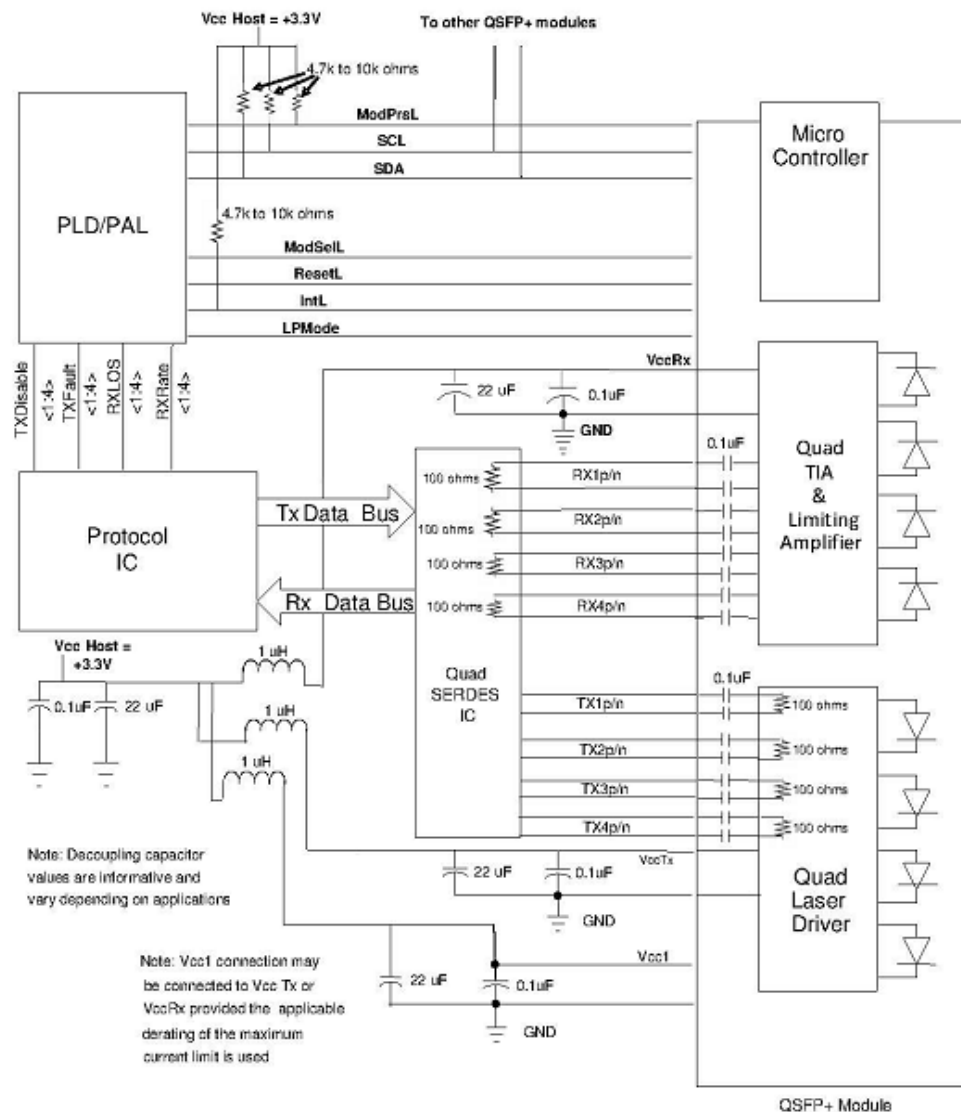 Vcc Host = +3.3V
To other QSFP+ modules
4.7k to 10k ohms
ModPrsL
SCL
SDA
Micro
Controller
PLD/PAL
4.7k to 10k ohms
ModSelL
ResetL
IntL
LPMode
TXDisable
<1:4>
TXFault
<1:4>
RXLOS
<1:4>
RXRate
<1:4>
VccRx
22 uF
0.1uF
GND
0.1uF
Quad
TIA
&
Limiting
Amplifier
100 ohms
RX1p/n
100 ohms
RX2p/n
100 ohms
RX3p/n
100 ohms
RX4p/n
Protocol
IC
Tx Data Bus
Rx Data Bus
Vcc Host =
+3.3V
0.1uF
22 uF
1 uH
1 uH
1 uH
Quad
SERDES
IC
0.1uF
TX1p/n
100 ohms
TX2p/n
100 ohms
TX3p/n
100 ohms
TX4p/n
100 ohms
VccTx
22 uF
0.1uF
GND
Quad
Laser
Driver
Note: Decoupling capacitor
values are informative and
vary depending on applications
Vcc1
22 uF
0.1uF
GND
Note: Vcc1 connection may
be connected to Vcc Tx or
VccRx provided the applicable
derating of the maximum
current limit is used
QSFP+ Module